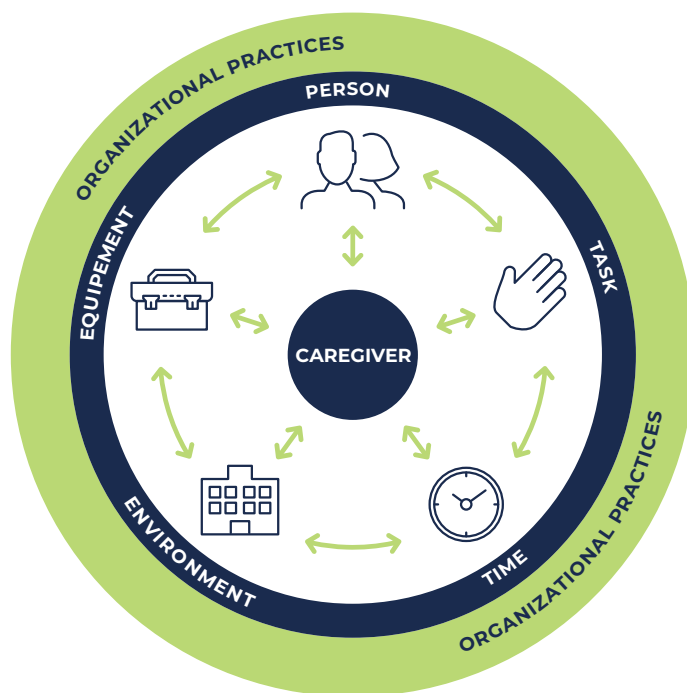 ORGANIZATIONAL PRACTICES
PERSON
TASK
EQUIPEMENT
CAREGIVER
ENVIRONMENT
TIME
ORGANIZATIONAL PRACTICES